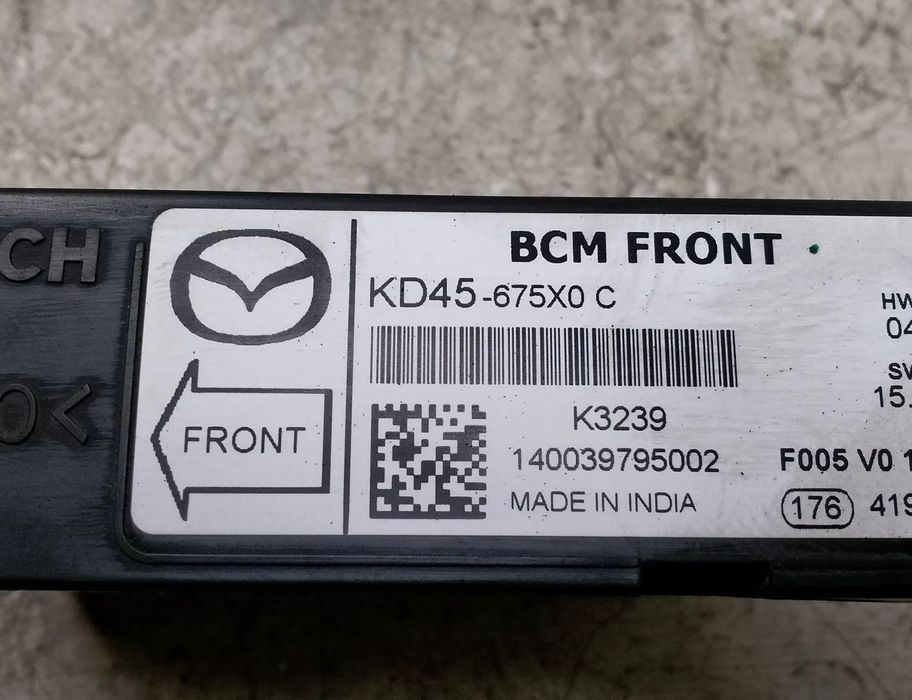 CH
O<
FRONT
BCM FRONT
KD45-675X0 C
K3239
140039795002
MADE IN INDIA
HW
04
SW
15.
F005 V0 1
176 419